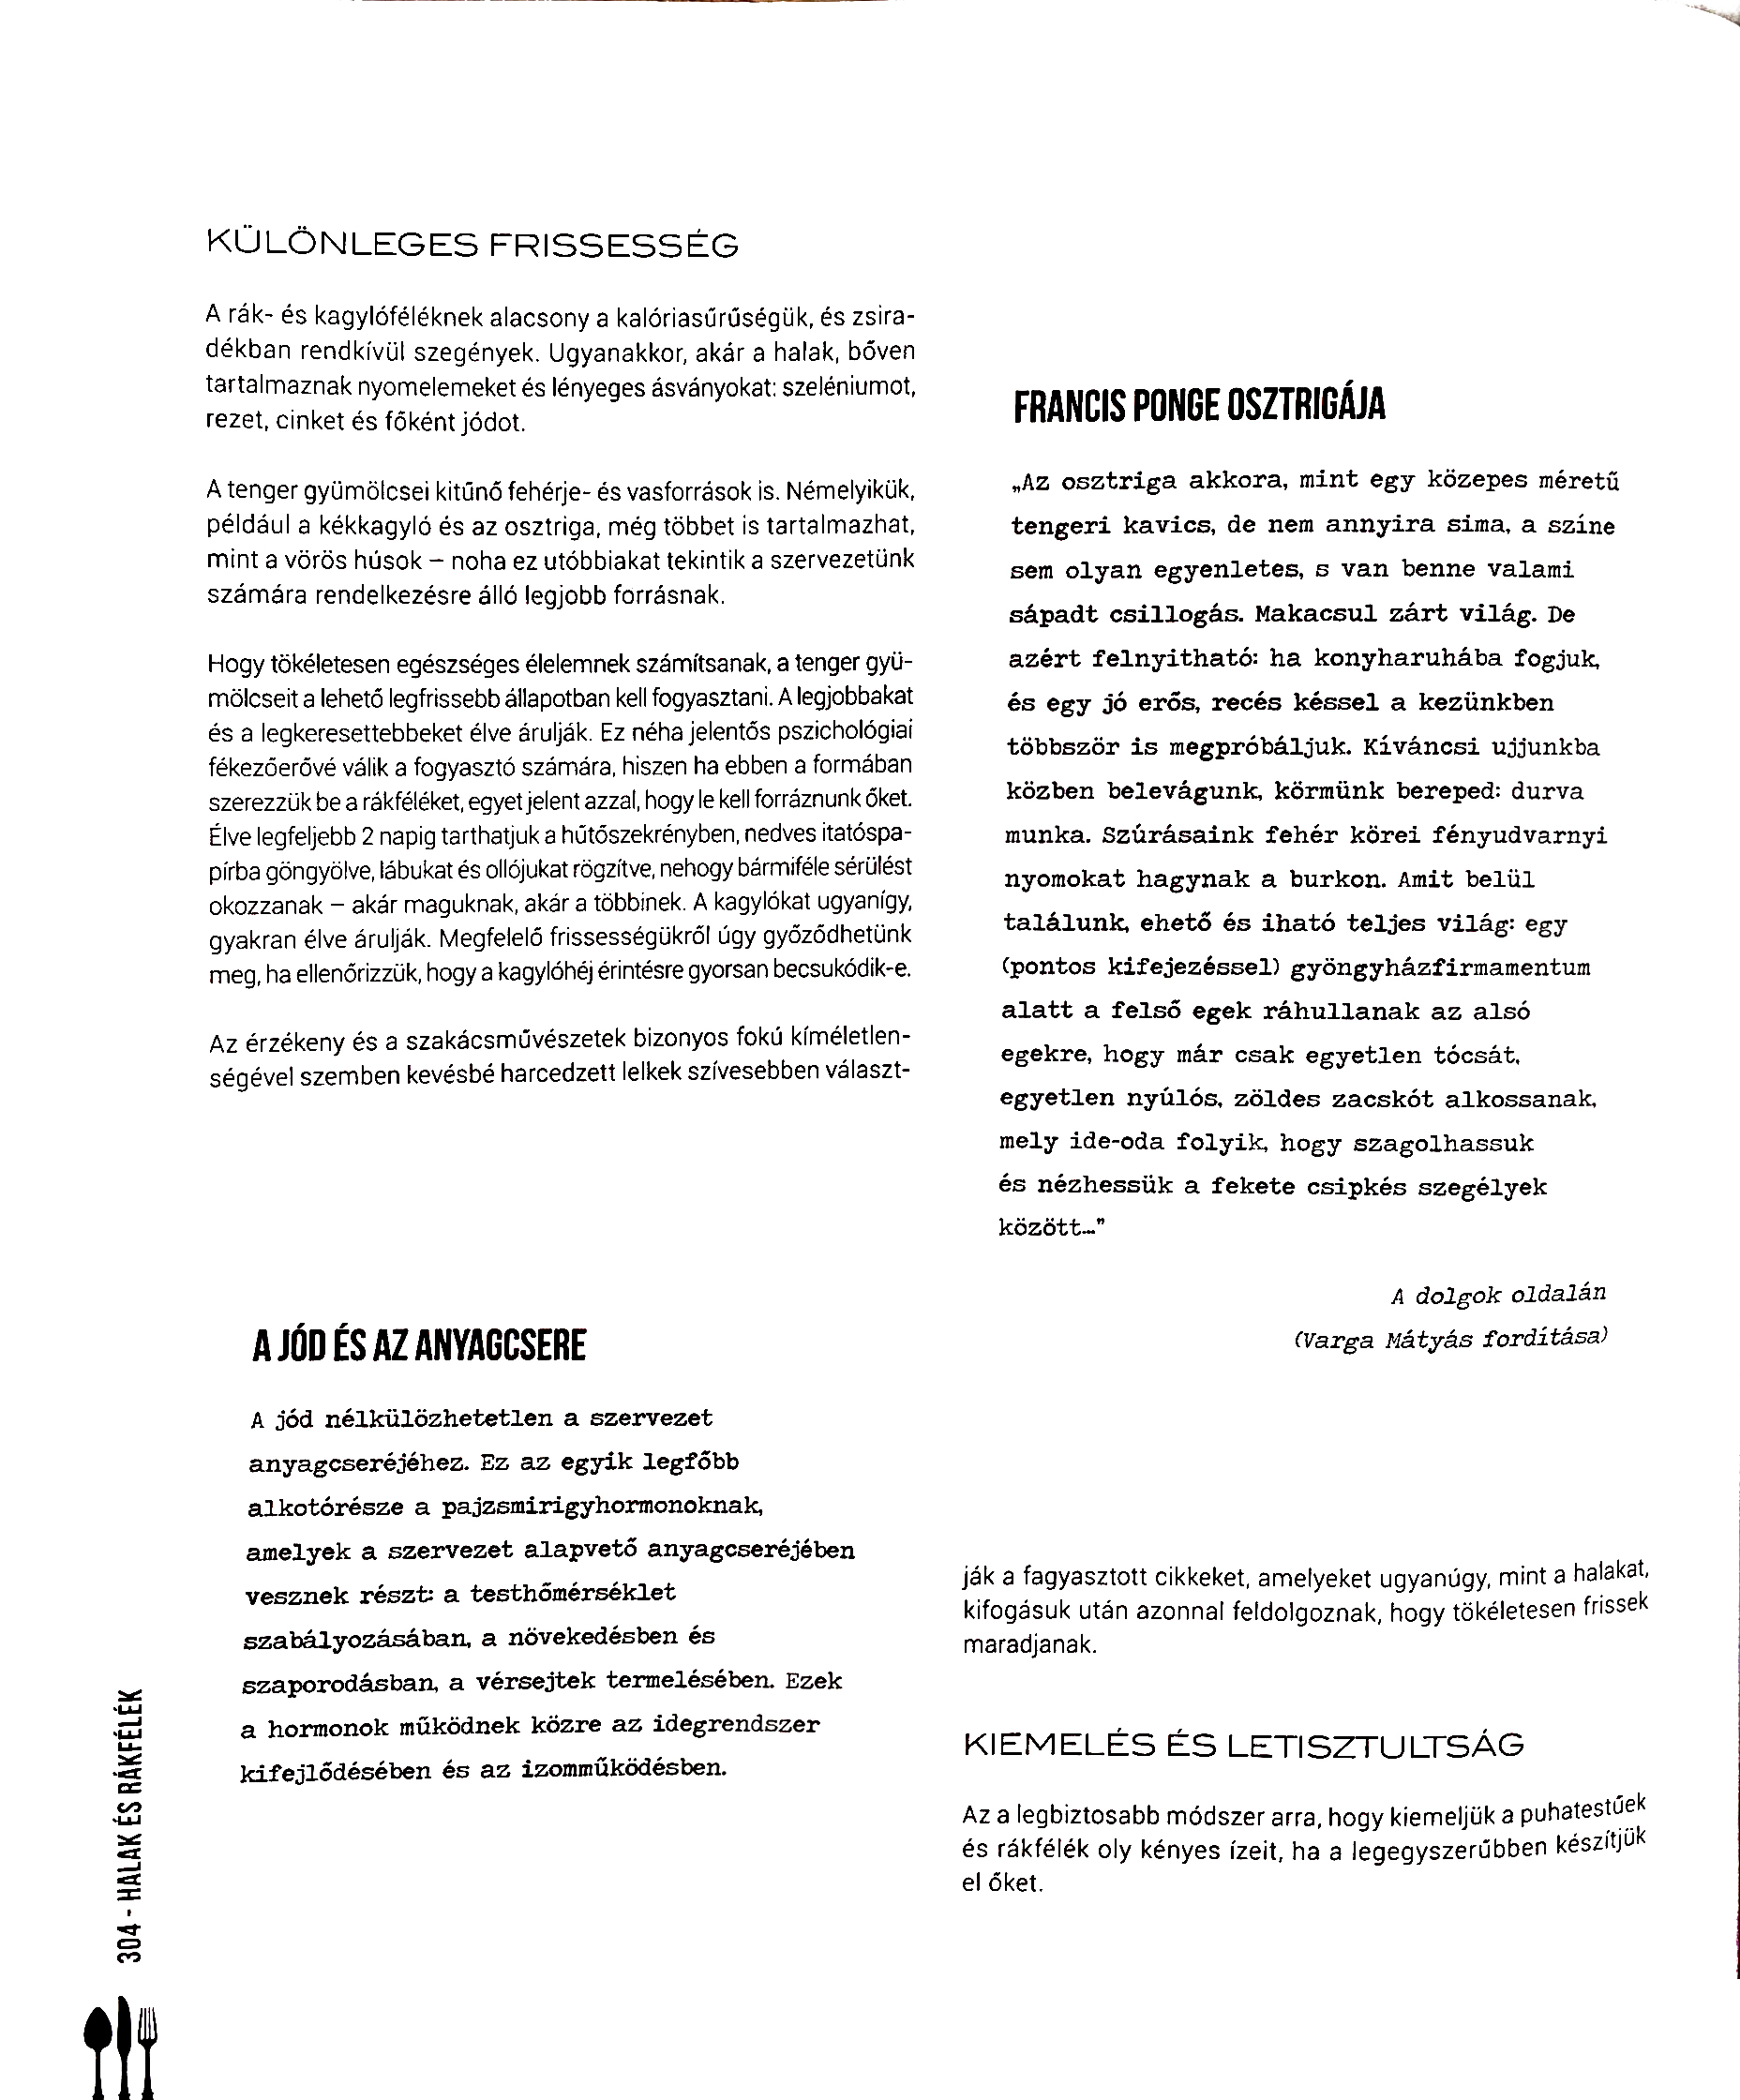 KÜLÖNLEGES FRISSESSÉG
A rák- és kagylóféléknek alacsony a kalóriasűrűségük, és zsira-
dékban rendkívül szegények. Ugyanakkor, akár a halak, bőven
tartalmaznak nyomelemeket és lényeges ásványokat: szeléniumot,
rezet, cinket és főként jódot.
A tenger gyümölcsei kitűnő fehérje- és vasforrások is. Némelyikük,
például a kékkagyló és az osztriga, még többet is tartalmazhat,
mint a vörös húsok – noha ez utóbbiakat tekintik a szervezetünk
számára rendelkezésre álló legjobb forrásnak.
Hogy tökéletesen egészséges élelemnek számítsanak, a tenger gyü-
mölcseit a lehető legfrissebb állapotban kell fogyasztani. A legjobbakat
és a legkeresettebbeket élve árulják. Ez néha jelentős pszichológiai
fékezőerővé válik a fogyasztó számára, hiszen ha ebben a formában
szerezzük be a rákféléket, egyet jelent azzal, hogy le kell forráznunk őket.
Élve legfeljebb 2 napig tarthatjuk a hűtőszekrényben, nedves itatóspa-
pírba göngyölve, lábukat és ollójukat rögzítve, nehogy bármiféle sérülést
okozzanak – akár maguknak, akár a többinek. A kagylókat ugyanígy,
gyakran élve árulják. Megfelelő frissességükről úgy győződhetünk
meg, ha ellenőrizzük, hogy a kagylóhéj érintésre gyorsan becsukódik-e.
Az érzékeny és a szakácsművészetek bizonyos fokú kíméletlen-
ségével szemben kevésbé harcedzett lelkek szívesebben választ-
A JÓD ÉS AZ ANYAGCSERE
A jód nélkülözhetetlen a szervezet
anyagcseréjéhez. Ez az egyik legfőbb
alkotórésze a pajzsmirigyhormonoknak,
amelyek a szervezet alapvető anyagcseréjében
vesznek részt: a testhőmérséklet
szabályozásában, a növekedésben és
szaporodásban, a vérsejtek termelésében. Ezek
a hormonok működnek közre az idegrendszer
kifejlődésében és az izomműködésben.
FRANCIS PONGE OSZTRIGÁJA
„Az osztriga akkora, mint egy közepes méretű
tengeri kavics, de nem annyira sima, a színe
sem olyan egyenletes, s van benne valami
sápadt csillogás. Makacsul zárt világ. De
azért felnyitható: ha konyharuhába fogjuk,
és egy jó erős, recés késsel a kezünkben
többször is megpróbáljuk. Kíváncsi ujjunkba
közben belevágunk, körmünk bereped: durva
munka. Szúrásaink fehér körei fényudvarnyi
nyomokat hagynak a burkon. Amit belül
találunk, ehető és iható teljes világ: egy
(pontos kifejezéssel) gyöngyházfirmamentum
alatt a felső egek ráhullanak az alsó
egekre, hogy már csak egyetlen tócsát,
egyetlen nyúlós, zöldes zacskót alkossanak,
mely ide-oda folyik, hogy szagolhassuk
és nézhessük a fekete csipkés szegélyek
között…”
A dolgok oldalán
(Varga Mátyás fordítása)
ják a fagyasztott cikkeket, amelyeket ugyanúgy, mint a halakat,
kifogásuk után azonnal feldolgoznak, hogy tökéletesen frissek
maradjanak.
KIEMELÉS ÉS LETISZTULTSÁG
Az a legbiztosabb módszer arra, hogy kiemeljük a puhatestűek
és rákfélék oly kényes ízeit, ha a legegyszerűbben készítjük
el őket.
304 - HALAK ÉS RÁKFÉLÉK